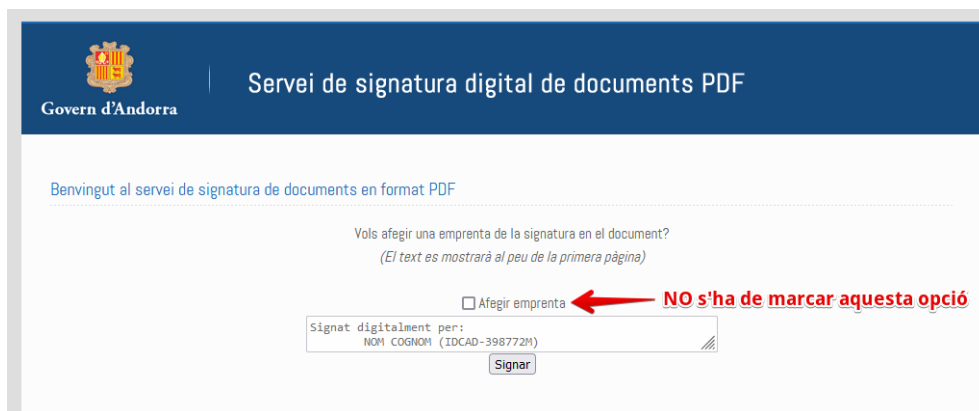 Govern d'Andorra
Servei de signatura digital de documents PDF
Benvingut al servei de signatura de documents en format PDF
Vols afegir una emprenta de la signatura en el document?
(El text es mostrarà al peu de la primera pàgina)
Afegir emprenta
NO s'ha de marcar aquesta opció
Signat digitalment per:
NOM COGNOM (IDCAD-398772M)
Signar